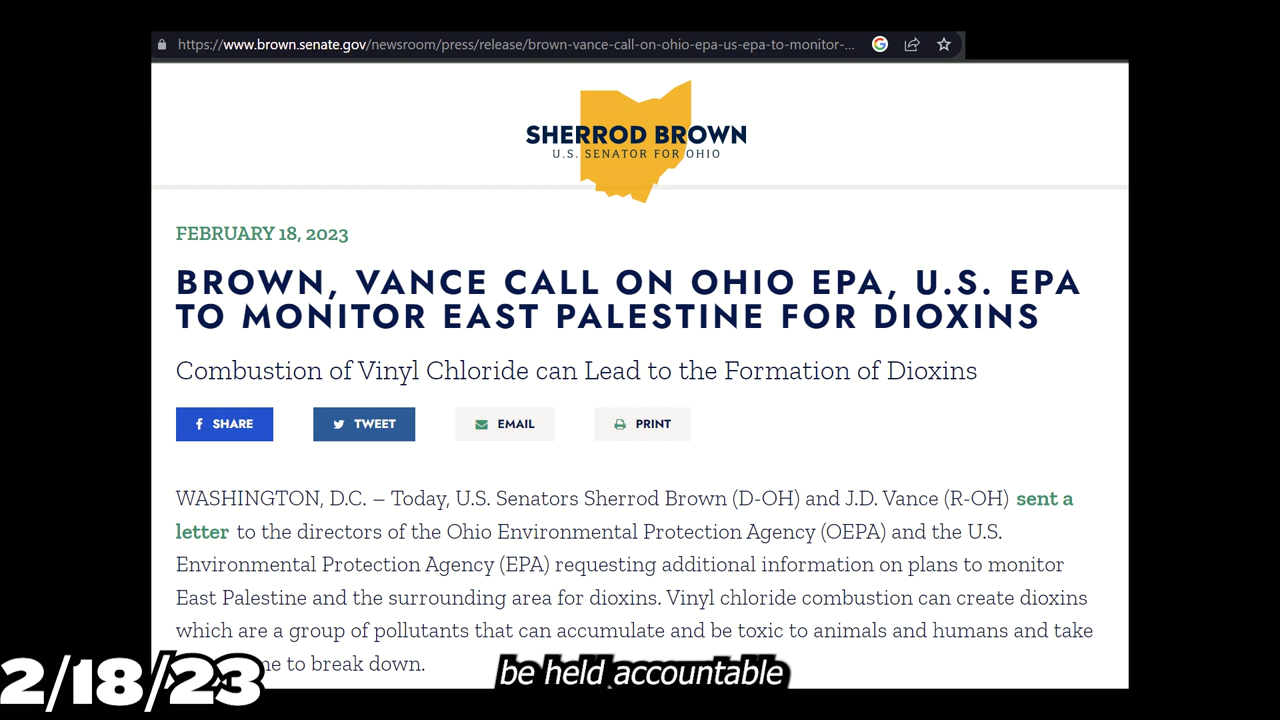 https://www.brown.senate.gov/newsroom/press/release/brown-vance-call-on-ohio-epa-us-epa-to-monitor-...
SHERROD BROWN
U.S. SENATOR FOR OHIO
FEBRUARY 18, 2023
BROWN, VANCE CALL ON OHIO EPA, U.S. EPA
TO MONITOR EAST PALESTINE FOR DIOXINS
Combustion of Vinyl Chloride can Lead to the Formation of Dioxins
SHARE TWEET EMAIL PRINT
WASHINGTON, D.C. – Today, U.S. Senators Sherrod Brown (D-OH) and J.D. Vance (R-OH) sent a
letter to the directors of the Ohio Environmental Protection Agency (OEPA) and the U.S.
Environmental Protection Agency (EPA) requesting additional information on plans to monitor
East Palestine and the surrounding area for dioxins. Vinyl chloride combustion can create dioxins
which are a group of pollutants that can accumulate and be toxic to animals and humans and take
to break down.
2/18/23
be held accountable